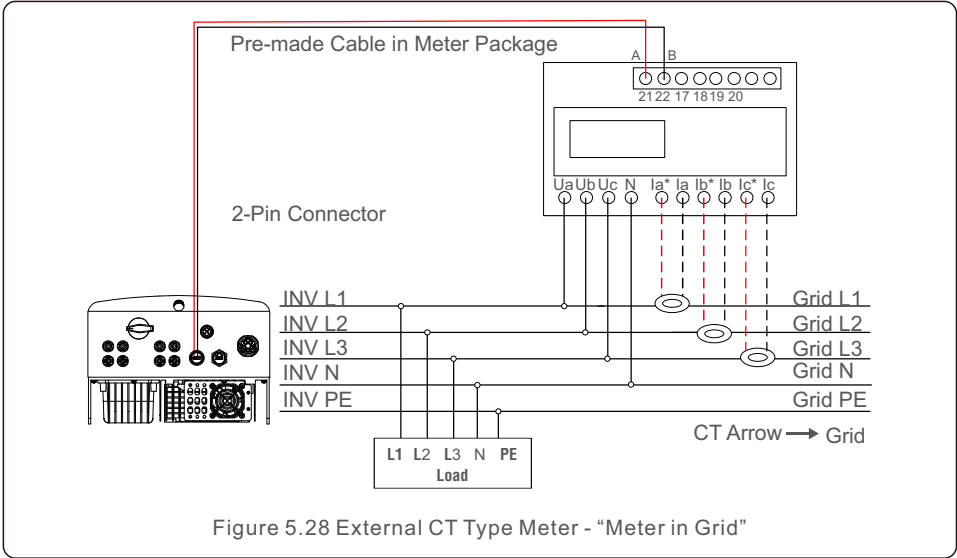 Pre-made Cable in Meter Package
A B
21 22 17 18 19 20
Ua Ub Uc N Ia* Ia Ib* Ib Ic* Ic
2-Pin Connector
INV L1 Grid L1
INV L2 Grid L2
INV L3 Grid L3
INV N Grid N
INV PE Grid PE
CT Arrow → Grid
L1 L2 L3 N PE
Load
Figure 5.28 External CT Type Meter - “Meter in Grid”